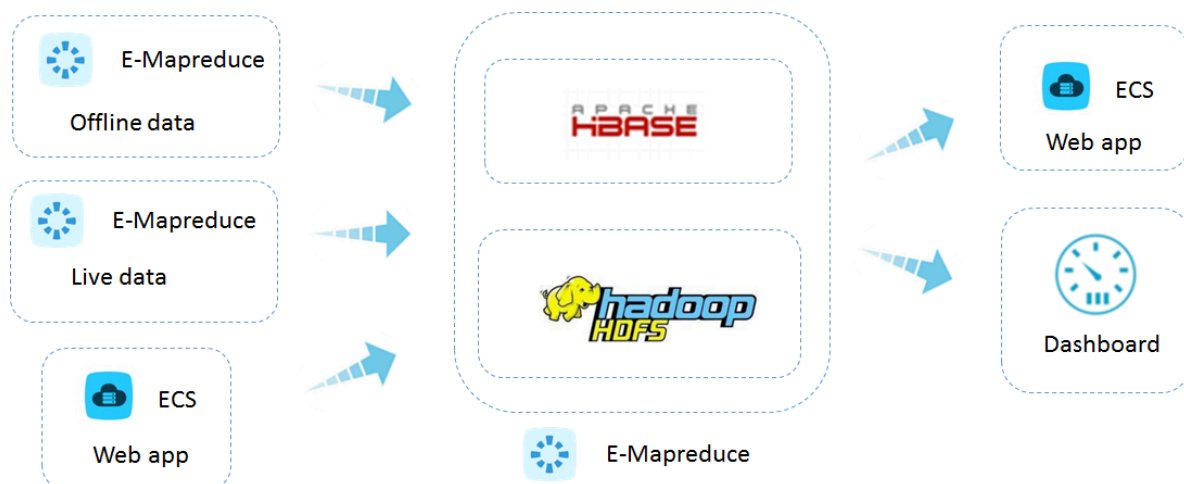 E-Mapreduce
Offline data
E-Mapreduce
Live data
ECS
Web app
APACHE
HBASE
hadoop
HDFS
E-Mapreduce
ECS
Web app
Dashboard